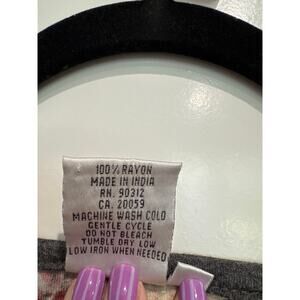 100% RAYON
MADE IN INDIA
RN. 90312
CA. 20059
MACHINE WASH COLD
GENTLE CYCLE
DO NOT BLEACH
TUMBLE DRY LOW
LOW IRON WHEN NEEDED